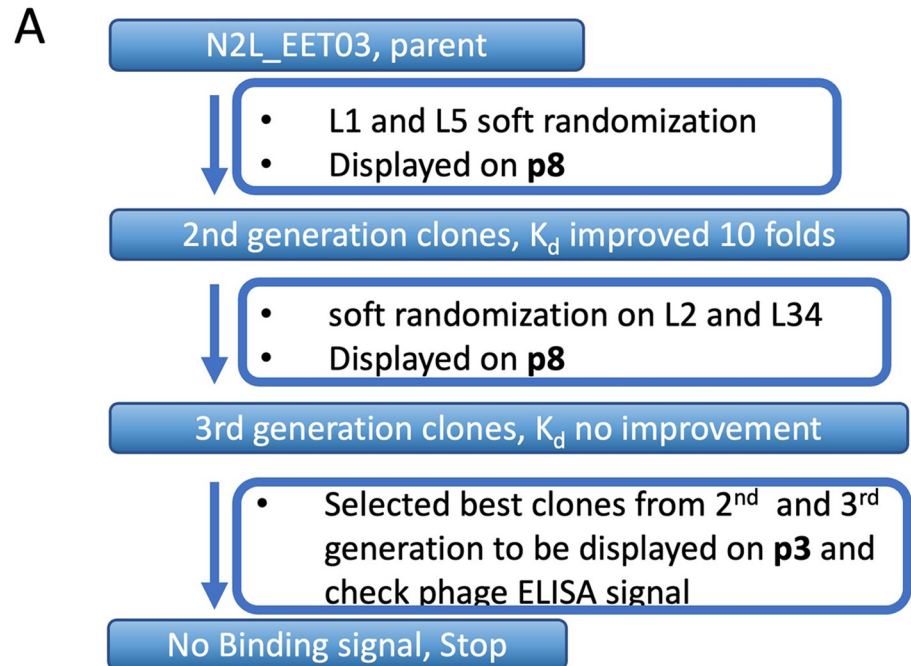 A
N2L_EET03, parent
• L1 and L5 soft randomization
• Displayed on p8
2nd generation clones, Kd improved 10 folds
• soft randomization on L2 and L34
• Displayed on p8
3rd generation clones, Kd no improvement
• Selected best clones from 2nd and 3rd
generation to be displayed on p3 and
check phage ELISA signal
No Binding signal, Stop